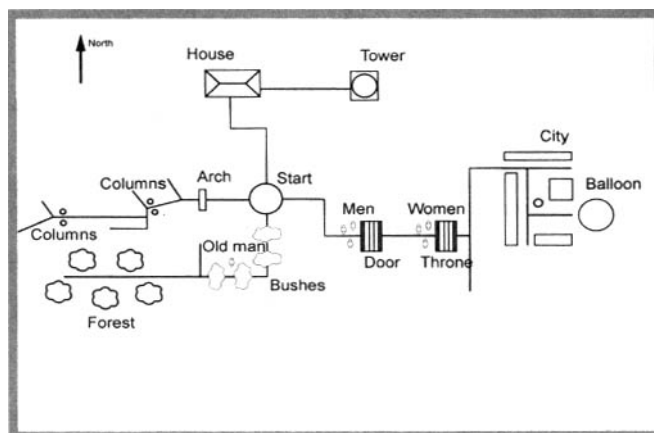 North
House
Tower
City
Columns
Arch
Start
Balloon
Men
Women
Columns
Old man
Door
Throne
Bushes
Forest